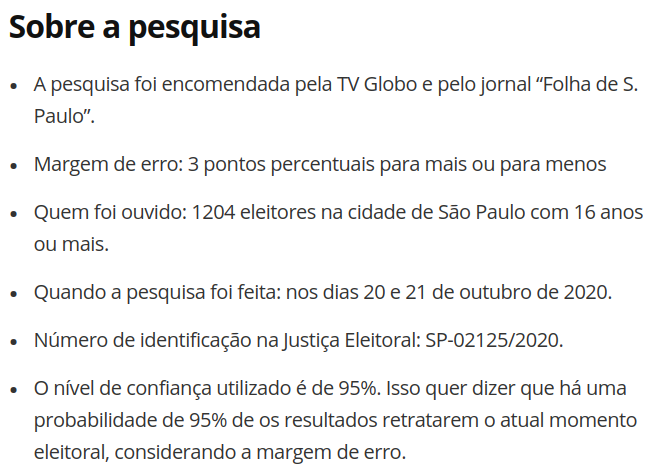 Sobre a pesquisa
• A pesquisa foi encomendada pela TV Globo e pelo jornal “Folha de S.
Paulo”.
• Margem de erro: 3 pontos percentuais para mais ou para menos
• Quem foi ouvido: 1204 eleitores na cidade de São Paulo com 16 anos
ou mais.
• Quando a pesquisa foi feita: nos dias 20 e 21 de outubro de 2020.
• Número de identificação na Justiça Eleitoral: SP-02125/2020.
• O nível de confiança utilizado é de 95%. Isso quer dizer que há uma
probabilidade de 95% de os resultados retratarem o atual momento
eleitoral, considerando a margem de erro.